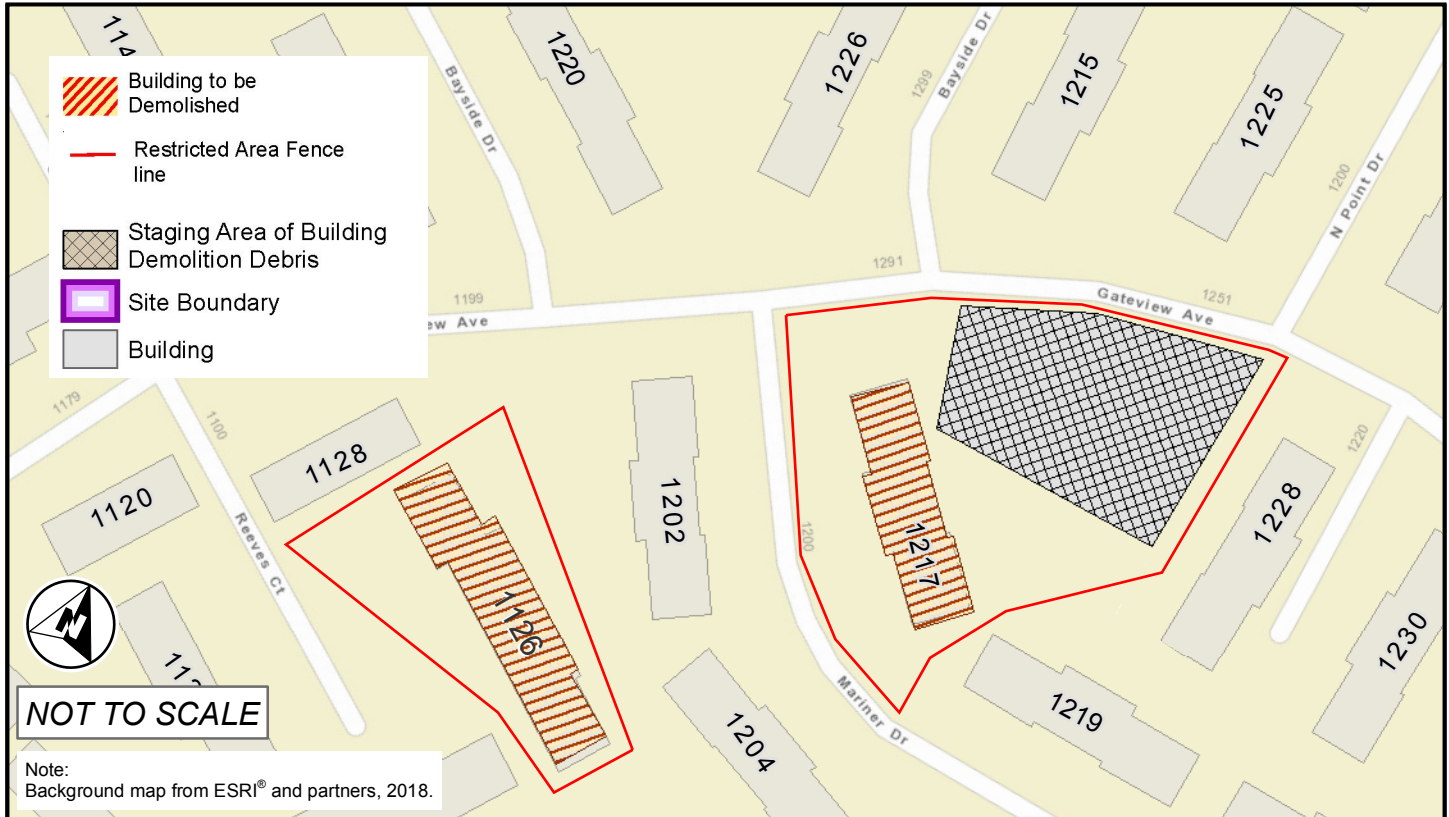 Building to be
Demolished
Restricted Area Fence
line
Staging Area of Building
Demolition Debris
Site Boundary
Building
1220
1226
1215
1225
Bayside Dr
1299
Bayside Dr
1200
N Point Dr
1291
1251
Gateview Ave
1199
Ave
1179
1100
1128
1120
Reeves Ct
1126
1202
1200
1217
1220
1228
1230
1219
1204
Mariner Dr
N
NOT TO SCALE
Note:
Background map from ESRI® and partners, 2018.